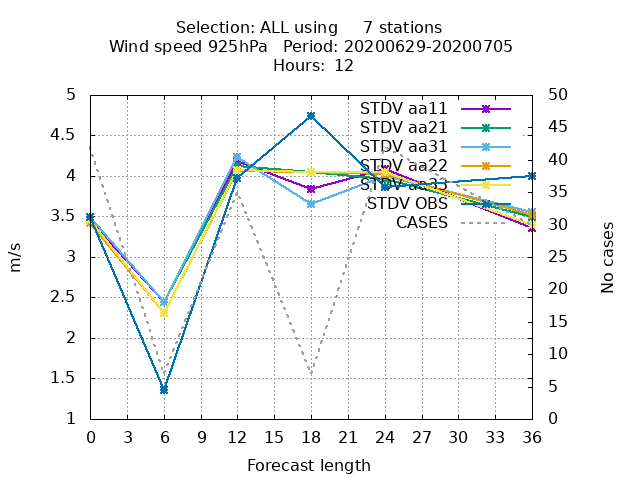 Selection: ALL using 7 stations
Wind speed 925hPa Period: 20200629-20200705
Hours: 12
5
4.5
4
3.5
3
2.5
2
1.5
1
m/s
50
45
40
35
30
25
20
15
10
5
0
No cases
STDV aa11
STDV aa21
STDV aa31
STDV aa22
STDV aa33
STDV OBS
CASES
0 3 6 9 12 15 18 21 24 27 30 33 36
Forecast length